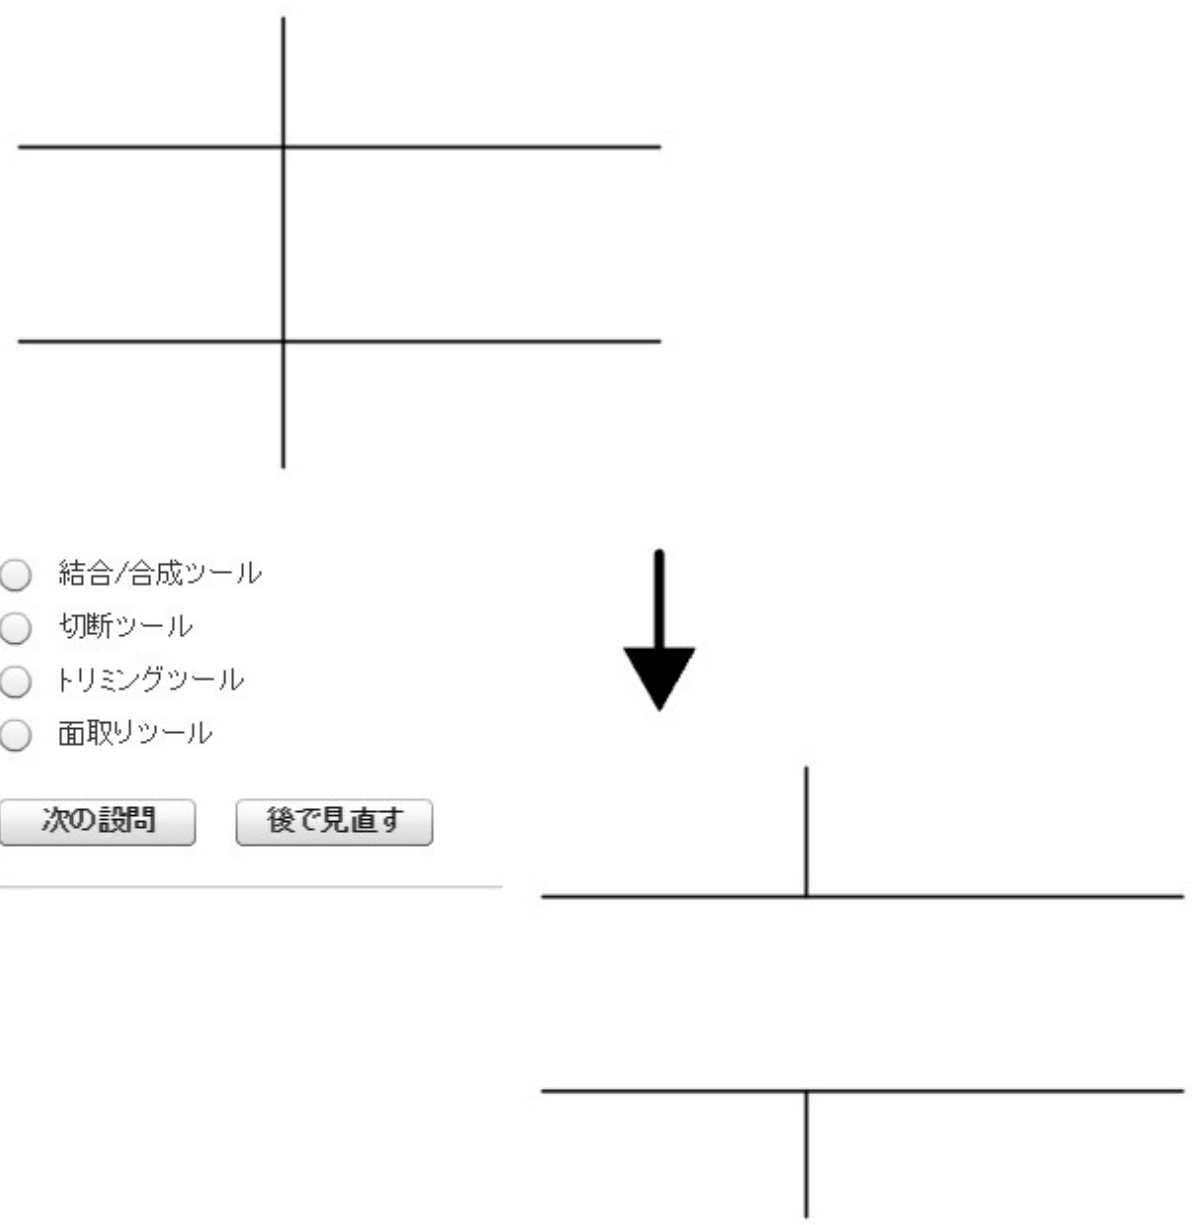 結合/合成ツール
切断ツール
トリミングツール
面取りツール
次の設問
後で見直す